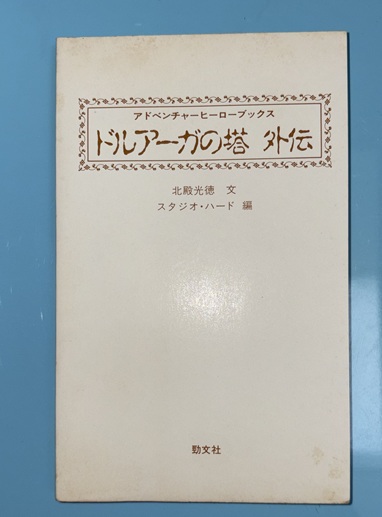 アドベンチャーヒーローブックス
ドルアーガの塔 外伝
北殿光徳 文
スタジオ・ハード 編
勁文社